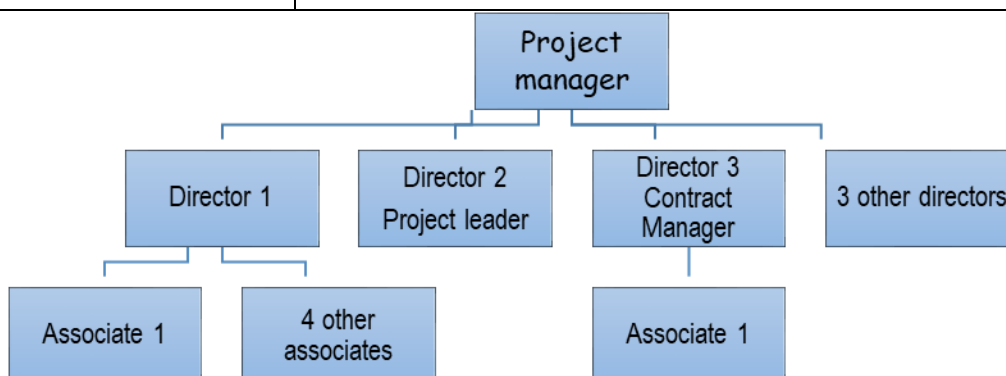 Project
manager
Director 1
Director 2
Project leader
Director 3
Contract
Manager
3 other directors
Associate 1
4 other
associates
Associate 1